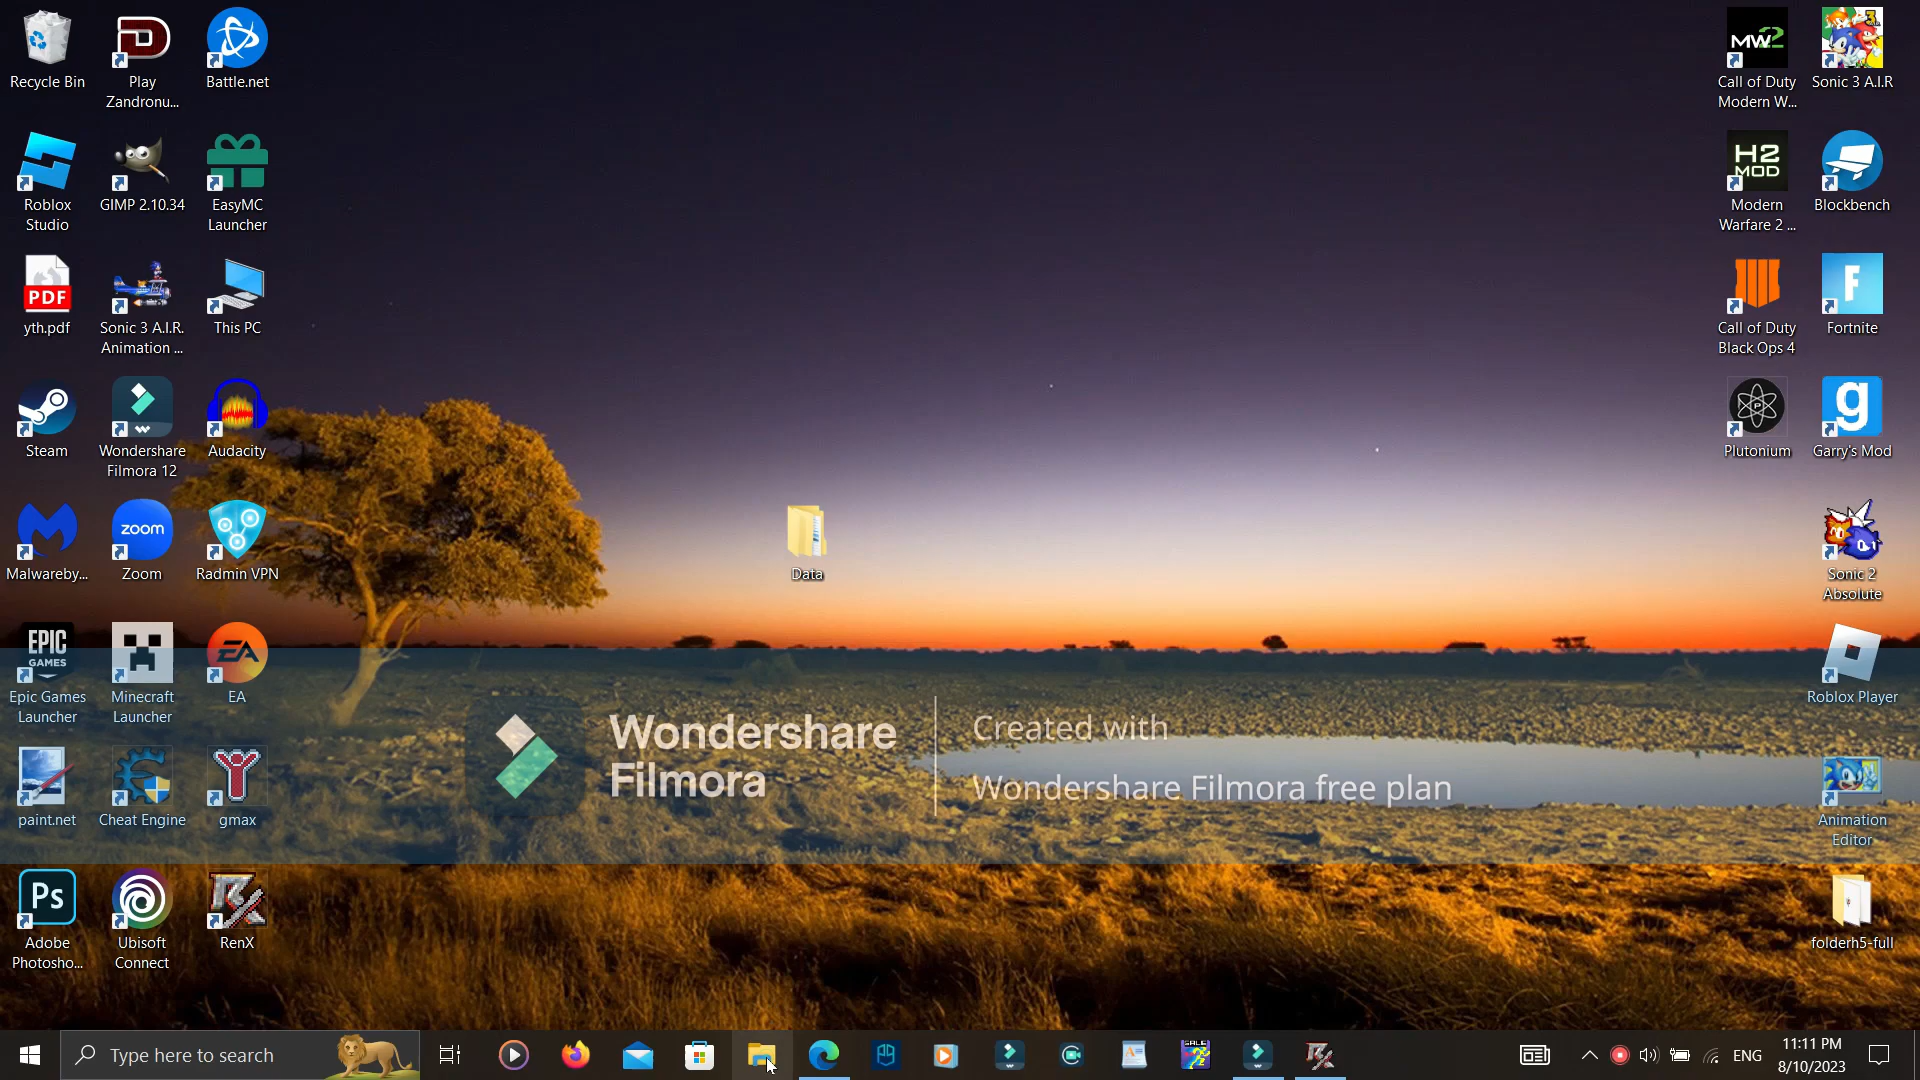 Recycle Bin
Play
Zandronu...
Battle.net
Roblox
Studio
GIMP 2.10.34
EasyMC
Launcher
PDF
yth.pdf
Sonic 3 A.I.R.
Animation ...
This PC
Steam
Wondershare
Filmora 12
Audacity
Malwareby...
zoom
Zoom
Radmin VPN
EPIC
GAMES
Epic Games
Launcher
Minecraft
Launcher
EA
EA
paint.net
Cheat Engine
gmax
Ps
Adobe
Photosho...
Ubisoft
Connect
RenX
Data
Wondershare
Filmora
Created with
Wondershare Filmora free plan
MW2
Call of Duty
Modern W...
3
Sonic 3 A.I.R
H2
MOD
Modern
Warfare 2 ...
Blockbench
Call of Duty
Black Ops 4
F
Fortnite
P
Plutonium
g
Garry's Mod
Sonic 2
Absolute
Roblox Player
Animation
Editor
folderh5-full
Type here to search
ENG
11:11 PM
8/10/2023